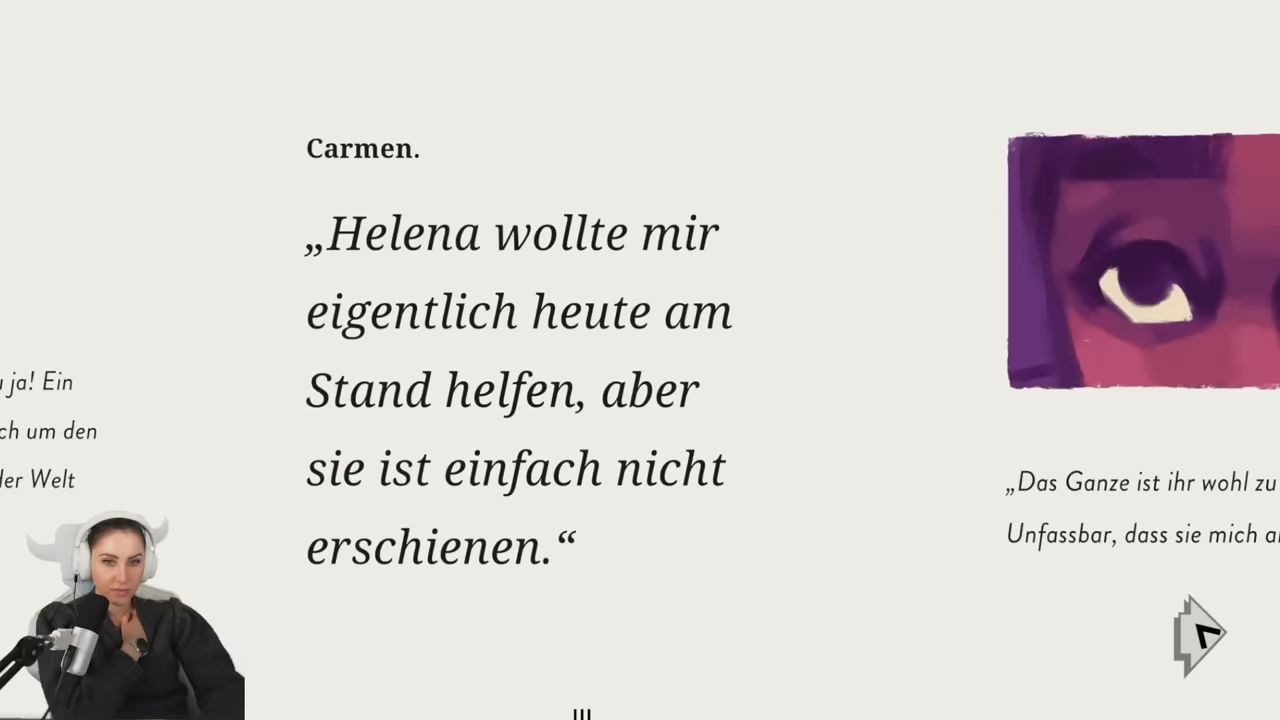 ja! Ein
ch um den
der Welt
Carmen.
„Helena wollte mir
eigentlich heute am
Stand helfen, aber
sie ist einfach nicht
erschienen.“
„Das Ganze ist ihr wohl zu
Unfassbar, dass sie mich